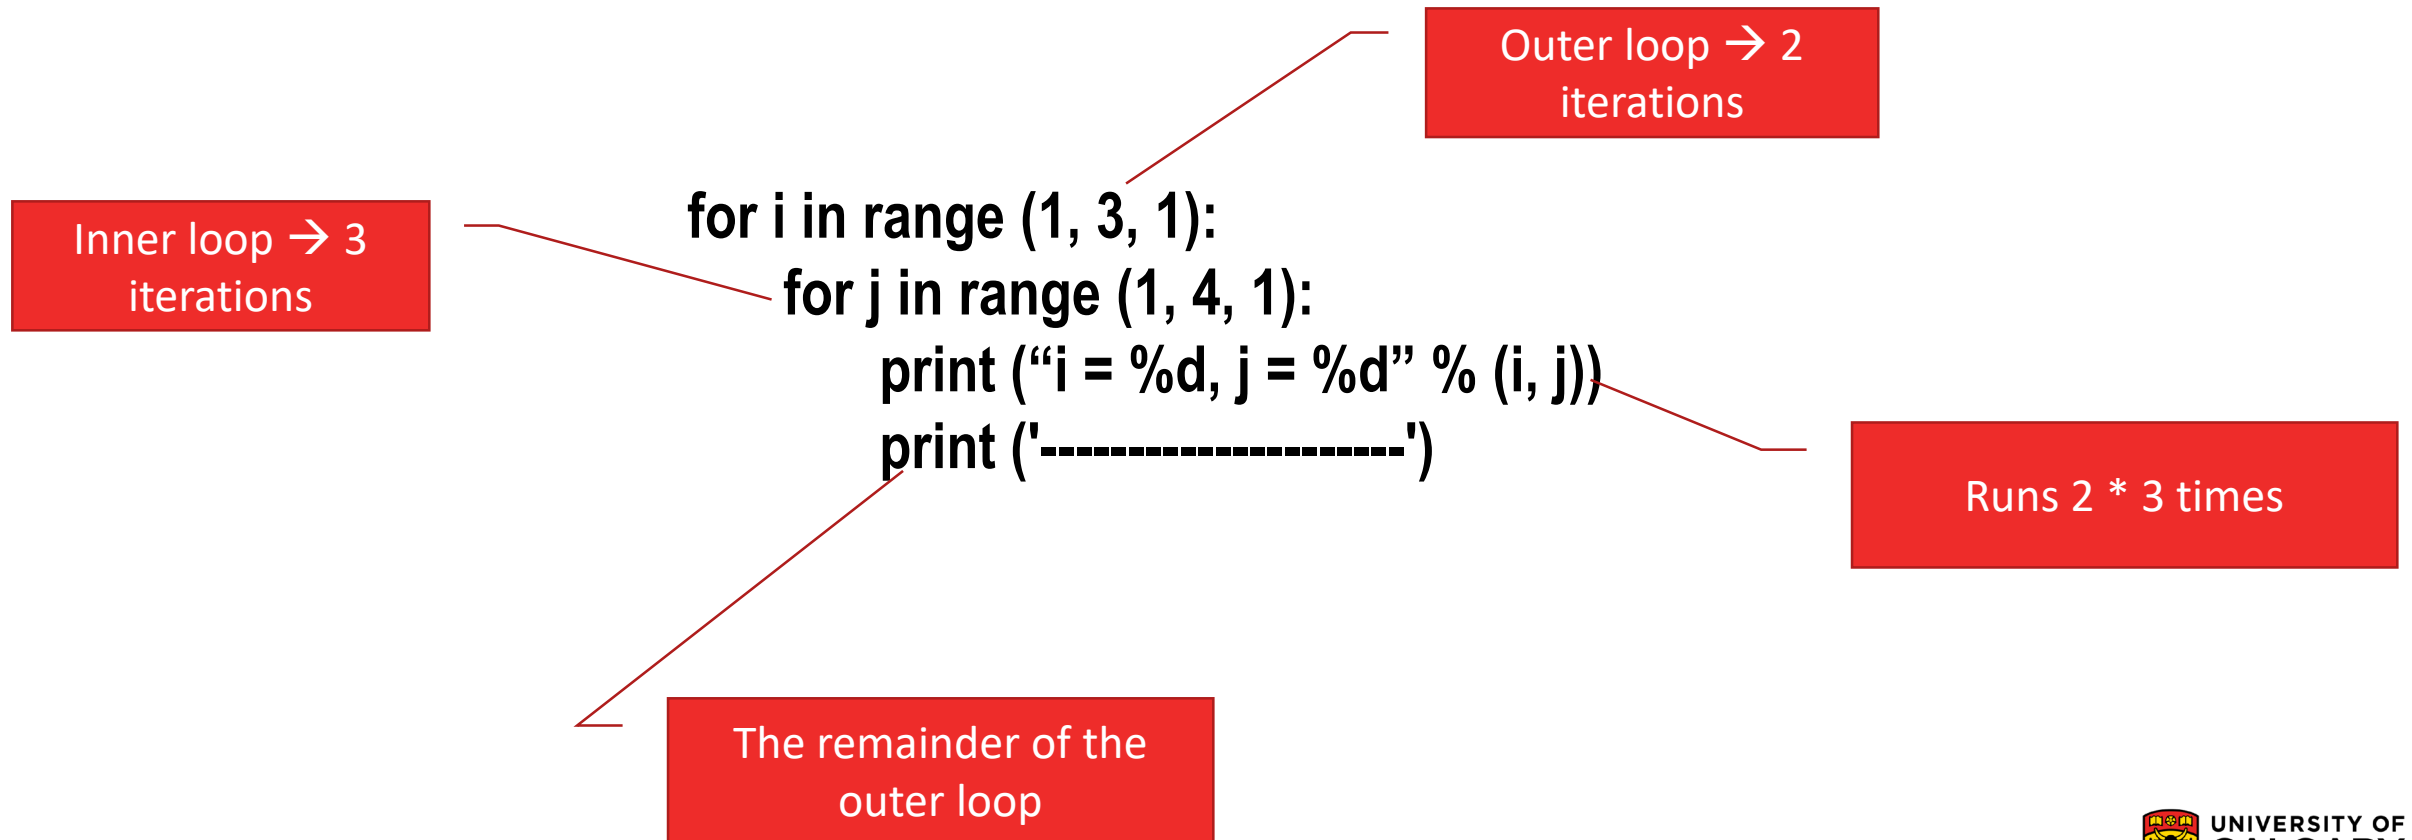 Outer loop → 2
iterations
Inner loop → 3
iterations
for i in range (1, 3, 1):
for j in range (1, 4, 1):
print (“i = %d, j = %d” % (i, j))
print ('---------------------')
Runs 2 * 3 times
The remainder of the
outer loop
UNIVERSITY OF